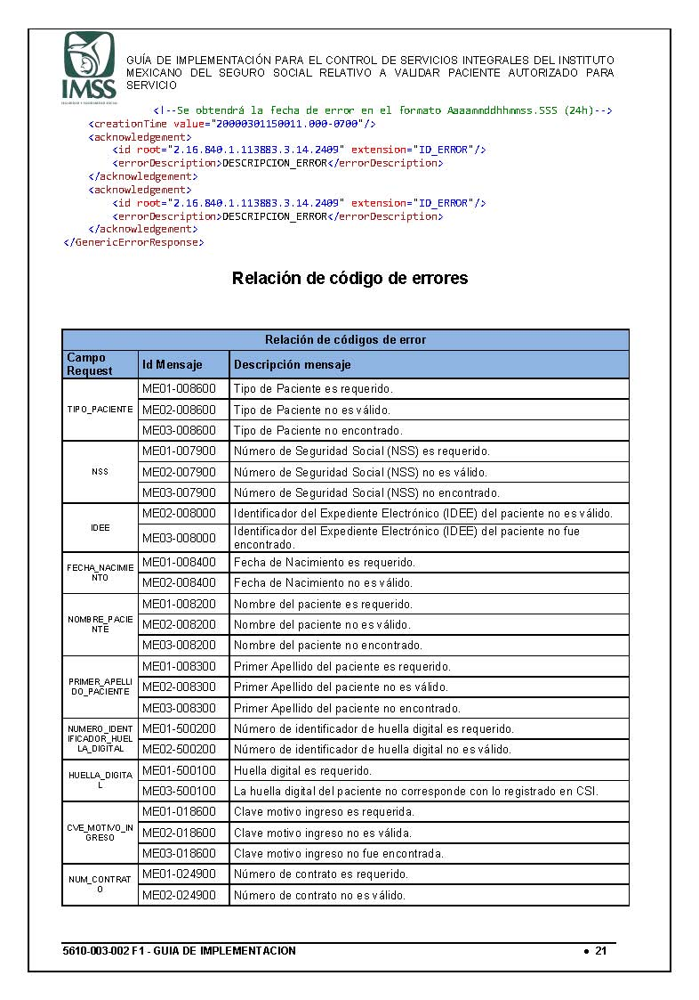 GUÍA DE IMPLEMENTACIÓN PARA EL CONTROL DE SERVICIOS INTEGRALES DEL INSTITUTO
MEXICANO DEL SEGURO SOCIAL RELATIVO A VALIDAR PACIENTE AUTORIZADO PARA
SERVICIO
IMSS
SEGURIDAD Y SOLIDARIDAD SOCIAL
<!--Se obtendrá la fecha de error en el formato Aaaammddhhmmss.SSS (24h)-->
<creationTime value="20000301150011.000-0700"/>
<acknowledgement>
<id root="2.16.840.1.113883.3.14.2409" extension="ID_ERROR"/>
<errorDescription>DESCRIPCION_ERROR</errorDescription>
</acknowledgement>
<acknowledgement>
<id root="2.16.840.1.113883.3.14.2409" extension="ID_ERROR"/>
<errorDescription>DESCRIPCION_ERROR</errorDescription>
</acknowledgement>
</GenericErrorResponse>
Relación de código de errores
Relación de códigos de error
Campo
Request
Id Mensaje
Descripción mensaje
TIPO_PACIENTE
ME01-008600 Tipo de Paciente es requerido.
ME02-008600 Tipo de Paciente no es válido.
ME03-008600 Tipo de Paciente no encontrado.
NSS
ME01-007900 Número de Seguridad Social (NSS) es requerido.
ME02-007900 Número de Seguridad Social (NSS) no es válido.
ME03-007900 Número de Seguridad Social (NSS) no encontrado.
IDEE
ME02-008000 Identificador del Expediente Electrónico (IDEE) del paciente no es válido.
ME03-008000 Identificador del Expediente Electrónico (IDEE) del paciente no fue
encontrado.
FECHA_NACIMIE
NTO
ME01-008400 Fecha de Nacimiento es requerido.
ME02-008400 Fecha de Nacimiento no es válido.
NOMBRE_PACIE
NTE
ME01-008200 Nombre del paciente es requerido.
ME02-008200 Nombre del paciente no es válido.
ME03-008200 Nombre del paciente no encontrado.
PRIMER_APELLI
DO_PACIENTE
ME01-008300 Primer Apellido del paciente es requerido.
ME02-008300 Primer Apellido del paciente no es válido.
ME03-008300 Primer Apellido del paciente no encontrado.
NUMERO_IDENT
IFICADOR_HUEL
LA_DIGITAL
ME01-500200 Número de identificador de huella digital es requerido.
ME02-500200 Número de identificador de huella digital no es válido.
HUELLA_DIGITA
L
ME01-500100 Huella digital es requerido.
ME03-500100 La huella digital del paciente no corresponde con lo registrado en CSI.
CVE_MOTIVO_IN
GRESO
ME01-018600 Clave motivo ingreso es requerida.
ME02-018600 Clave motivo ingreso no es válida.
ME03-018600 Clave motivo ingreso no fue encontrada.
NUM_CONTRAT
O
ME01-024900 Número de contrato es requerido.
ME02-024900 Número de contrato no es válido.
5610-003-002 F1 - GUIA DE IMPLEMENTACION
• 21